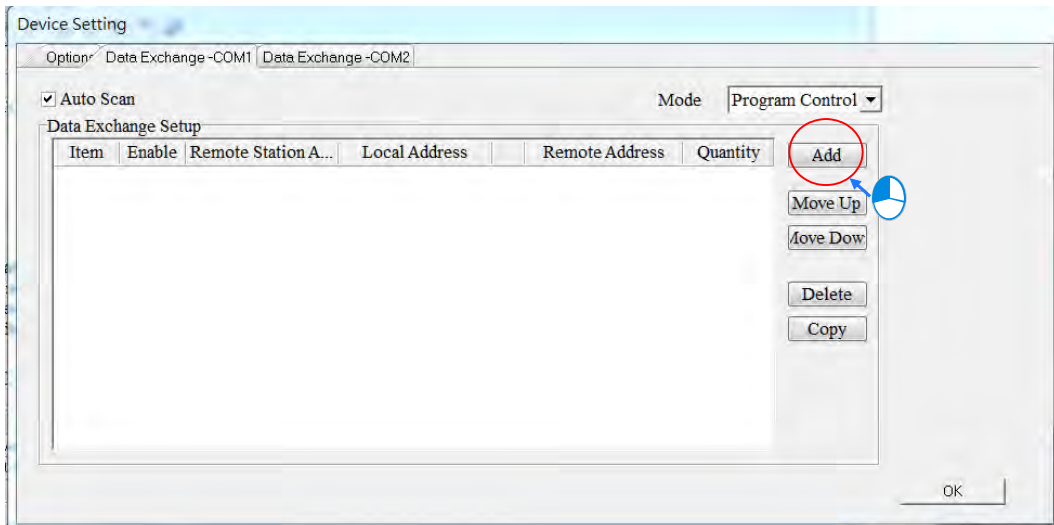 Device Setting
Options Data Exchange -COM1 Data Exchange -COM2
Auto Scan Mode Program Control
Data Exchange Setup
Item Enable Remote Station A... Local Address Remote Address Quantity
Add
Move Up
Move Dow
Delete
Copy
OK